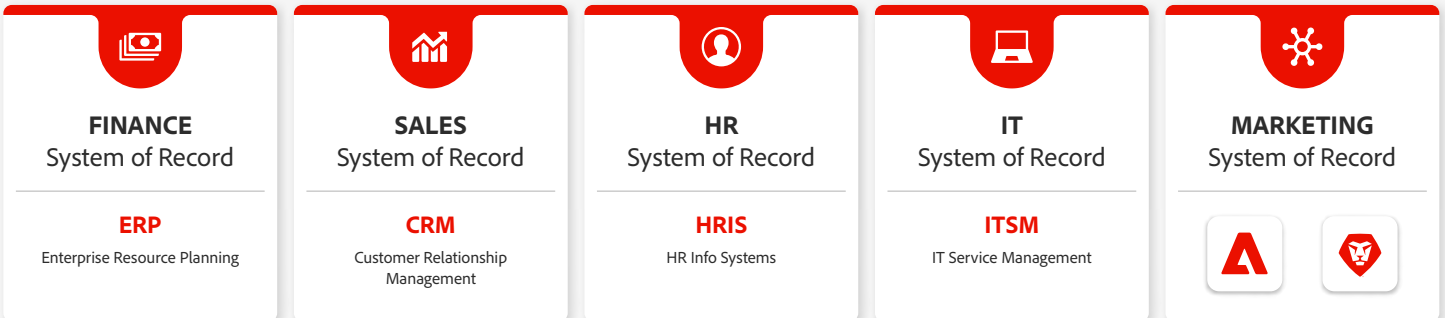 FINANCE
System of Record
ERP
Enterprise Resource Planning
SALES
System of Record
CRM
Customer Relationship
Management
HR
System of Record
HRIS
HR Info Systems
IT
System of Record
ITSM
IT Service Management
MARKETING
System of Record